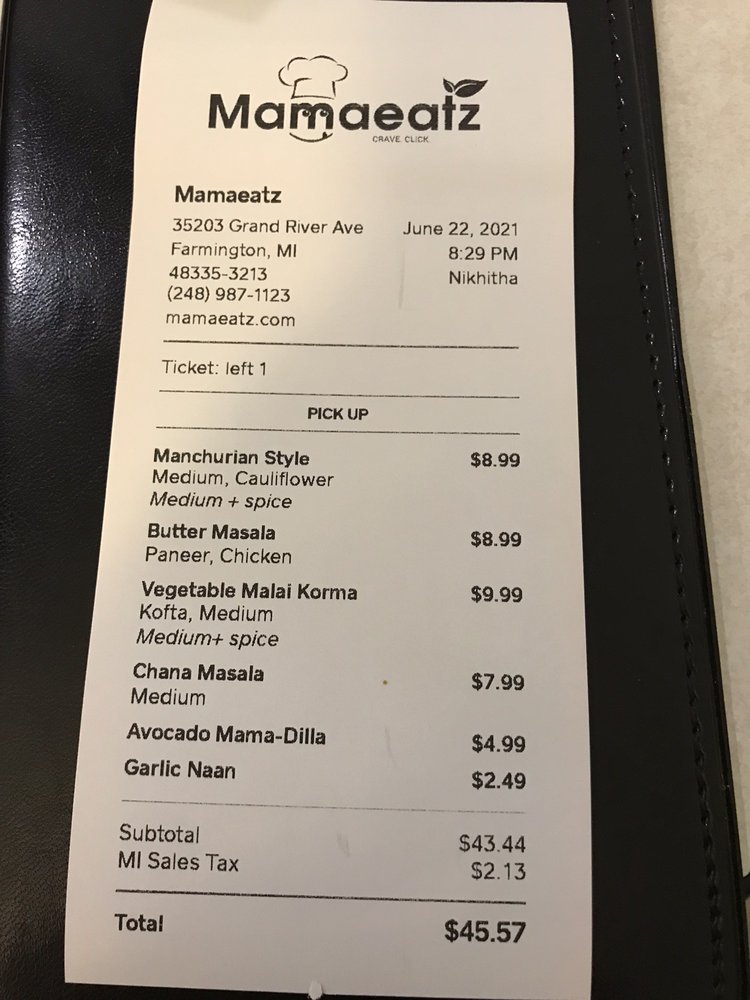 Mamaeatz
CRAVE. CLICK.
Mamaeatz
35203 Grand River Ave
Farmington, MI
48335-3213
(248) 987-1123
mamaeatz.com
June 22, 2021
8:29 PM
Nikhitha
Ticket: left 1
PICK UP
Manchurian Style $8.99
Medium, Cauliflower
Medium + spice
Butter Masala $8.99
Paneer, Chicken
Vegetable Malai Korma $9.99
Kofta, Medium
Medium+ spice
Chana Masala $7.99
Medium
Avocado Mama-Dilla $4.99
Garlic Naan $2.49
Subtotal $43.44
MI Sales Tax $2.13
Total $45.57